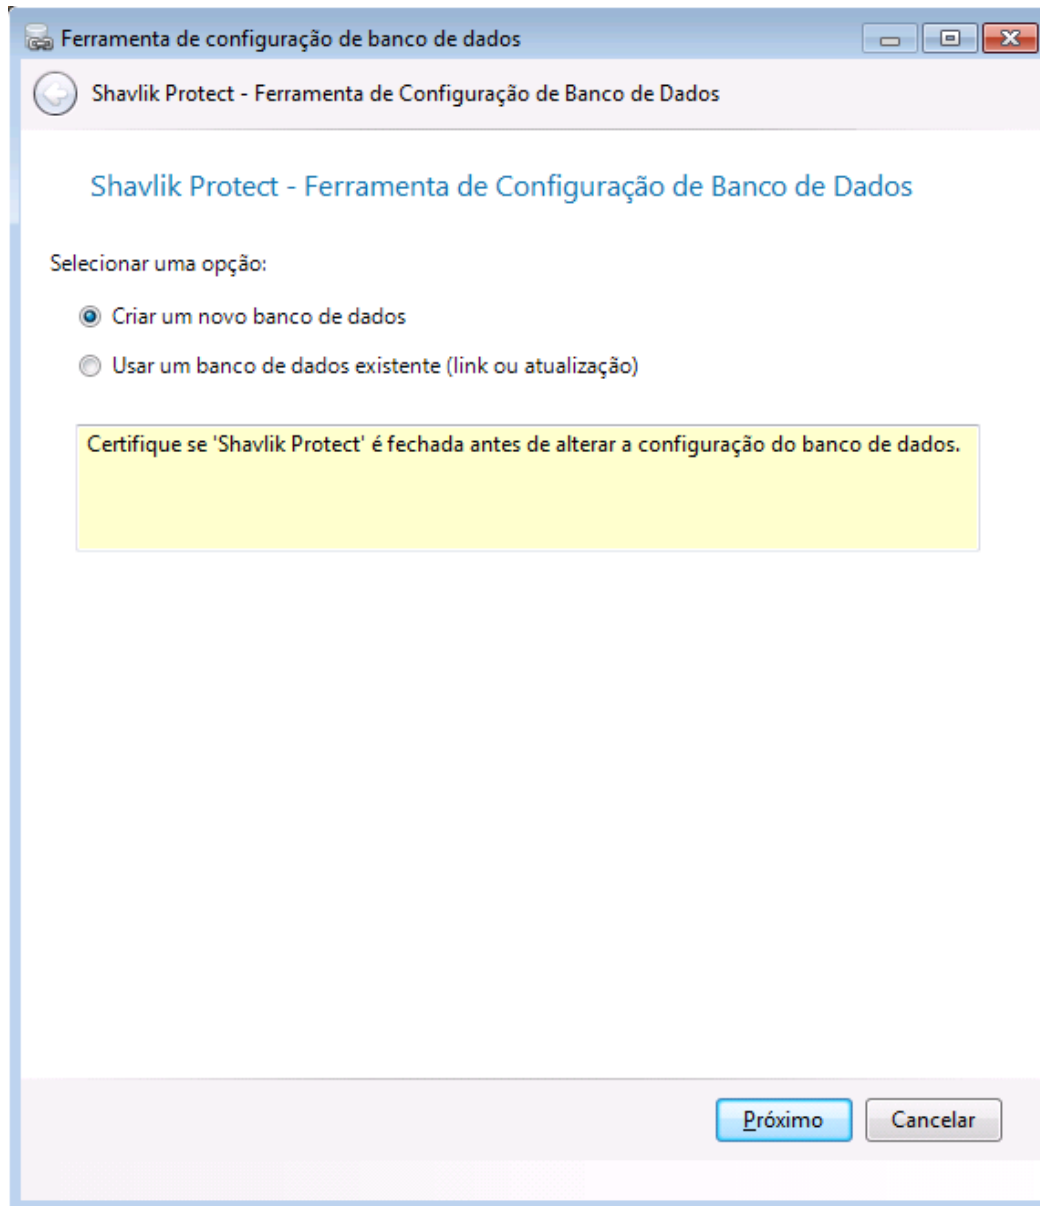 Ferramenta de configuração de banco de dados
Shavlik Protect - Ferramenta de Configuração de Banco de Dados
Shavlik Protect - Ferramenta de Configuração de Banco de Dados
Selecionar uma opção:
Criar um novo banco de dados
Usar um banco de dados existente (link ou atualização)
Certifique se 'Shavlik Protect' é fechada antes de alterar a configuração do banco de dados.
Próximo Cancelar